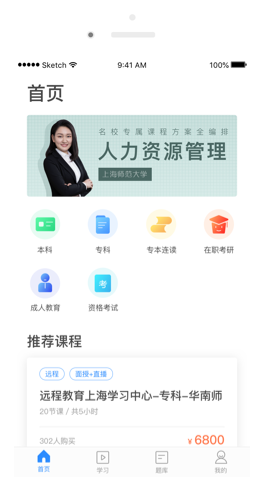 Sketch 9:41 AM 100%
首页
名校专属课程方案全编排
人力资源管理
上海师范大学
本科 专科 专本连读 在职考研
考
成人教育 资格考试
推荐课程
远程 面授+直播
远程教育上海学习中心-专科-华南师
20节课 / 共5小时
302人购买 ¥ 6800
首页 学习 题库 我的